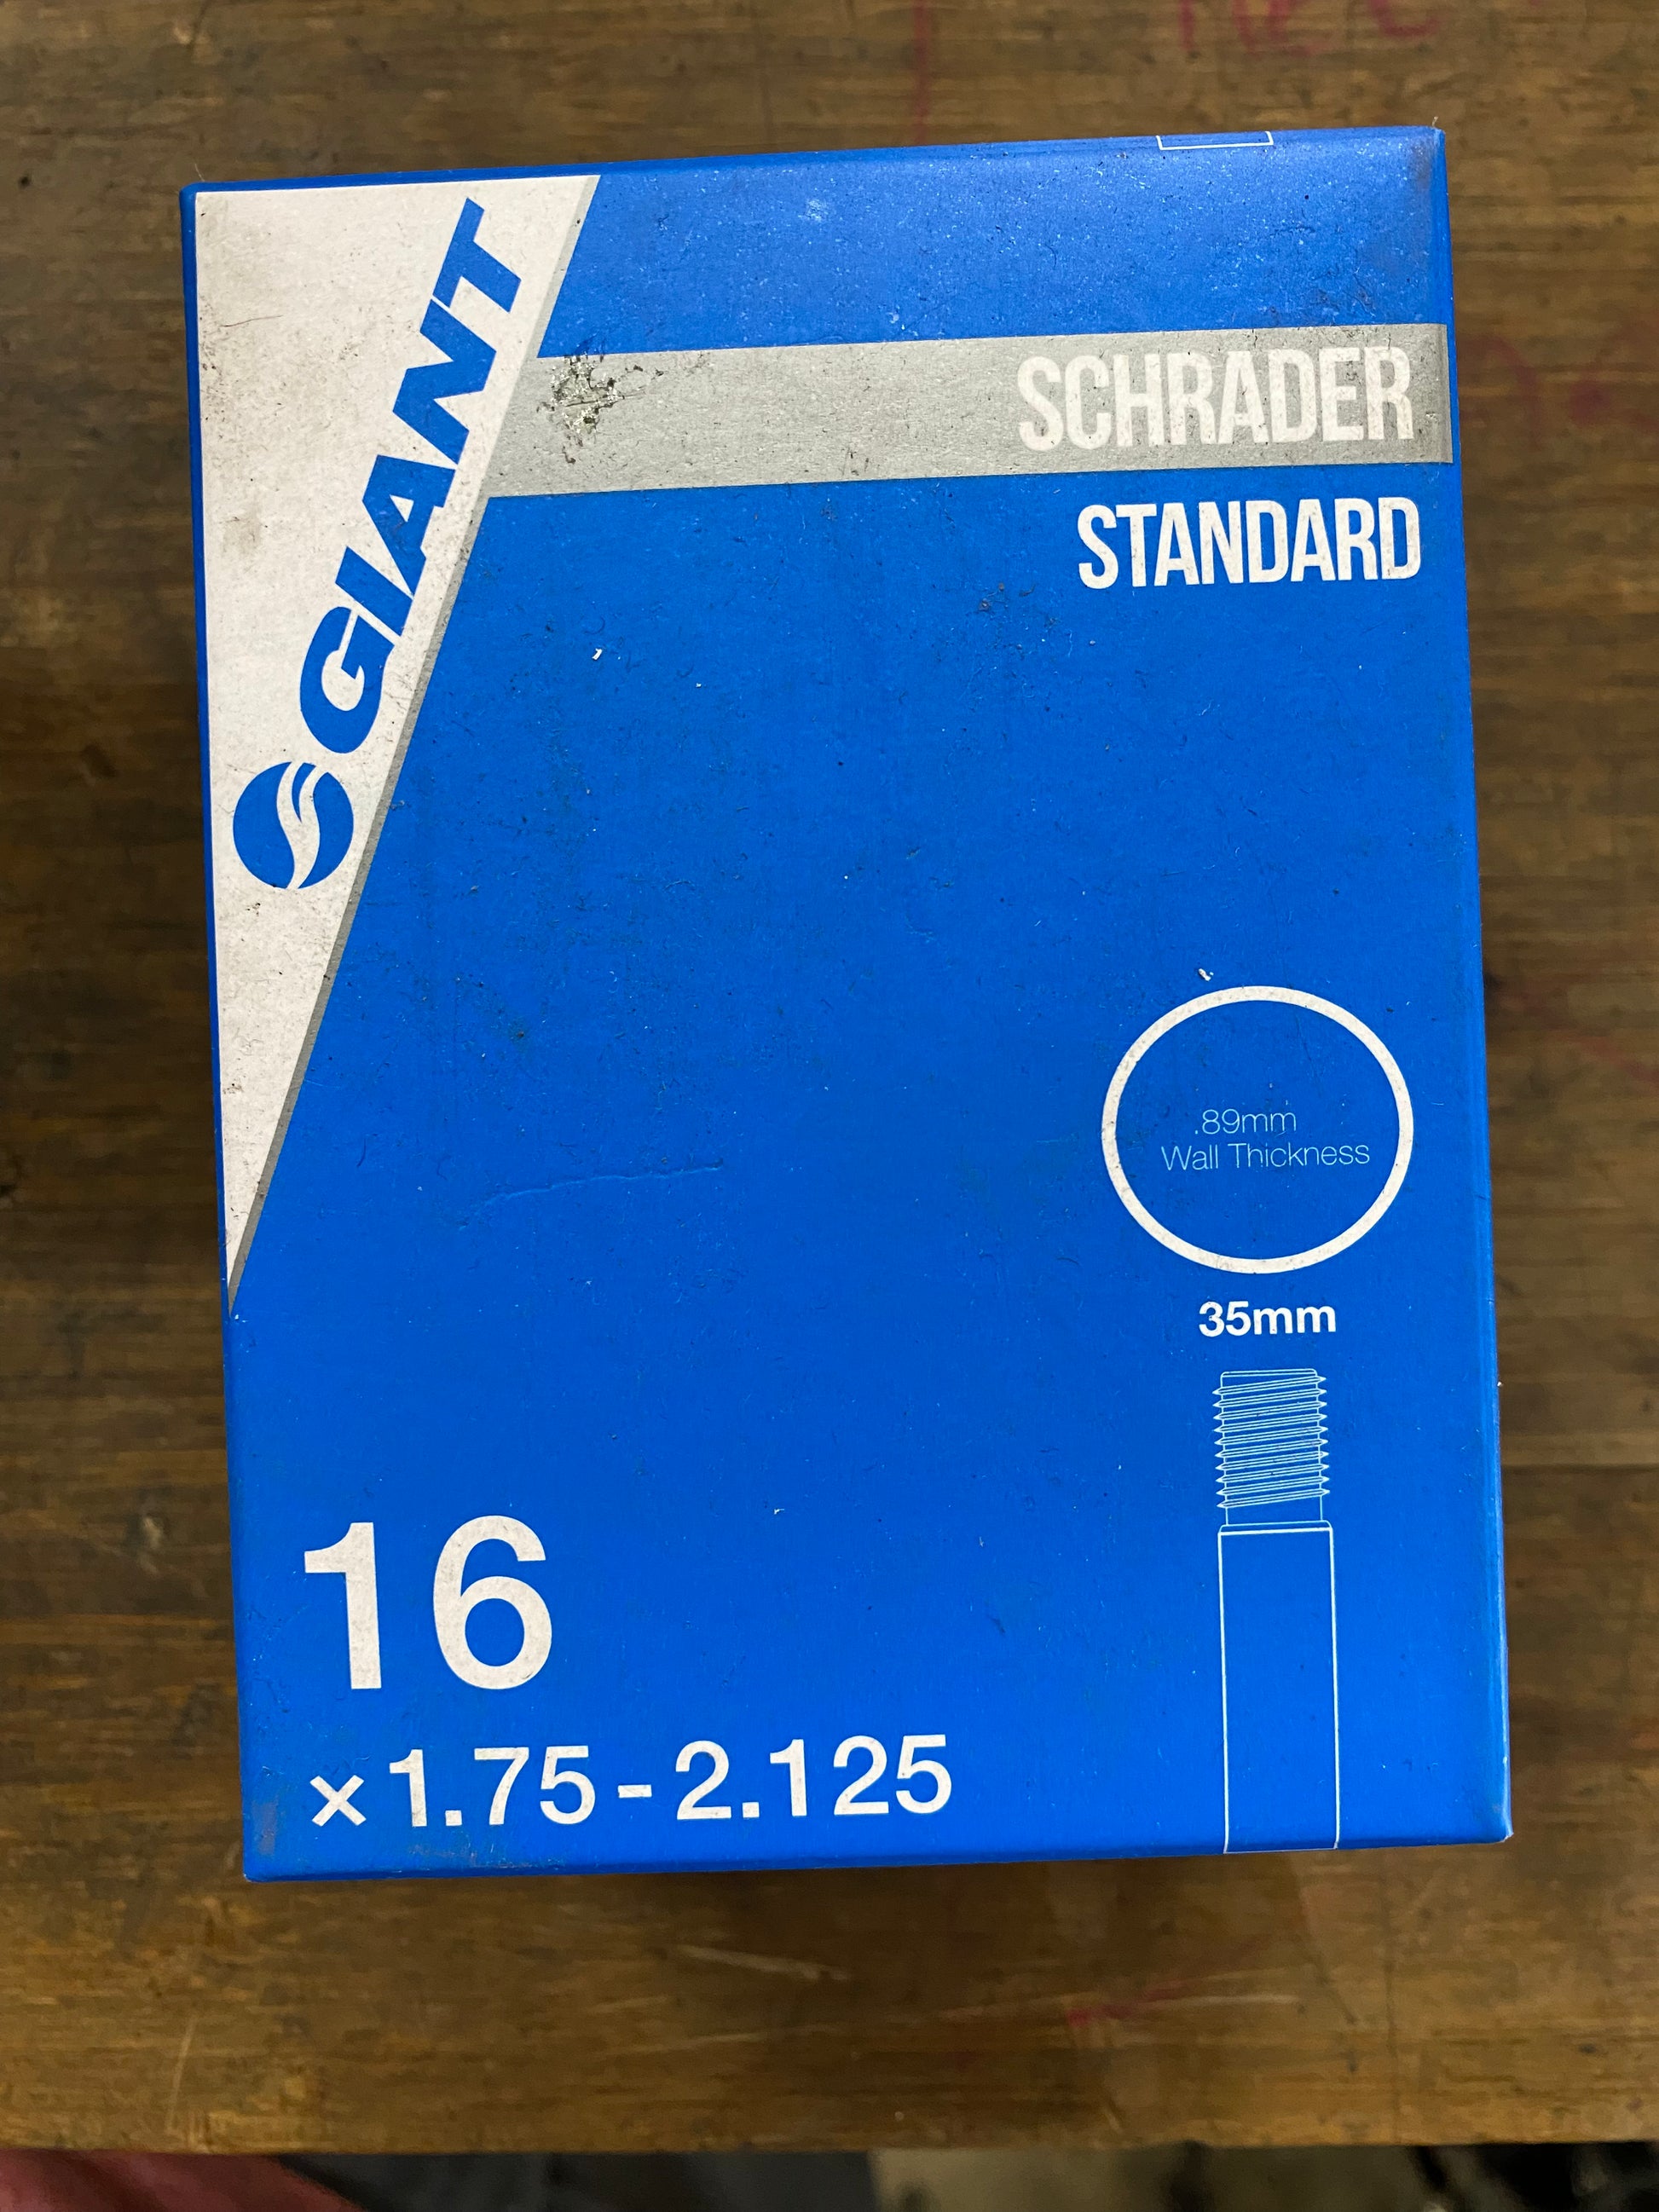 GIANT
SCHRADER
STANDARD
.89mm
Wall Thickness
35mm
16
×1.75-2.125